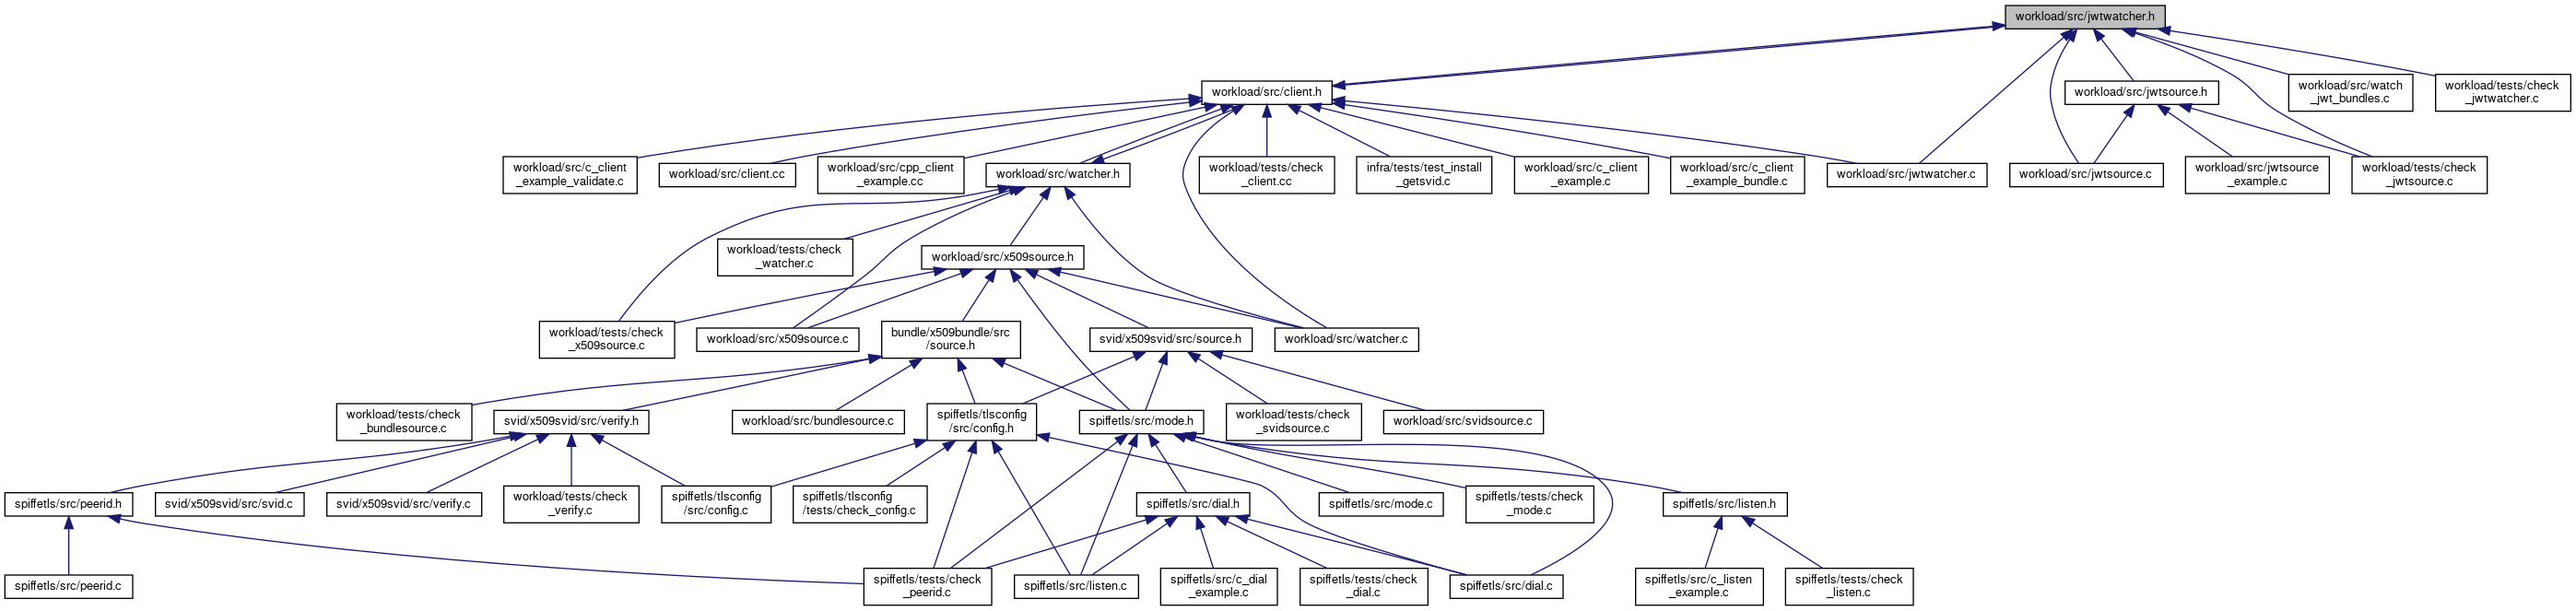 workload/src/jwtwatcher.h
workload/src/client.h
workload/src/jwtsource.h
workload/src/watch
_jwt_bundles.c
workload/tests/check
_jwtwatcher.c
workload/src/c_client
_example_validate.c
workload/src/client.cc
workload/src/cpp_client
_example.cc
workload/src/watcher.h
workload/tests/check
_client.cc
infra/tests/test_install
_getsvid.c
workload/src/c_client
_example.c
workload/src/c_client
_example_bundle.c
workload/src/jwtwatcher.c
workload/src/jwtsource.c
workload/src/jwtsource
_example.c
workload/tests/check
_jwtsource.c
workload/tests/check
_watcher.c
workload/src/x509source.h
workload/tests/check
_x509source.c
workload/src/x509source.c
bundle/x509bundle/src
/source.h
svid/x509svid/src/source.h
workload/src/watcher.c
workload/tests/check
_bundlesource.c
svid/x509svid/src/verify.h
workload/src/bundlesource.c
spiffetls/tlsconfig
/src/config.h
spiffetls/src/mode.h
workload/tests/check
_svidsource.c
workload/src/svidsource.c
spiffetls/src/peerid.h
svid/x509svid/src/svid.c
svid/x509svid/src/verify.c
workload/tests/check
_verify.c
spiffetls/tlsconfig
/src/config.c
spiffetls/tlsconfig
/tests/check_config.c
spiffetls/src/dial.h
spiffetls/src/mode.c
spiffetls/tests/check
_mode.c
spiffetls/src/listen.h
spiffetls/src/peerid.c
spiffetls/tests/check
_peerid.c
spiffetls/src/listen.c
spiffetls/src/c_dial
_example.c
spiffetls/tests/check
_dial.c
spiffetls/src/dial.c
spiffetls/src/c_listen
_example.c
spiffetls/tests/check
_listen.c